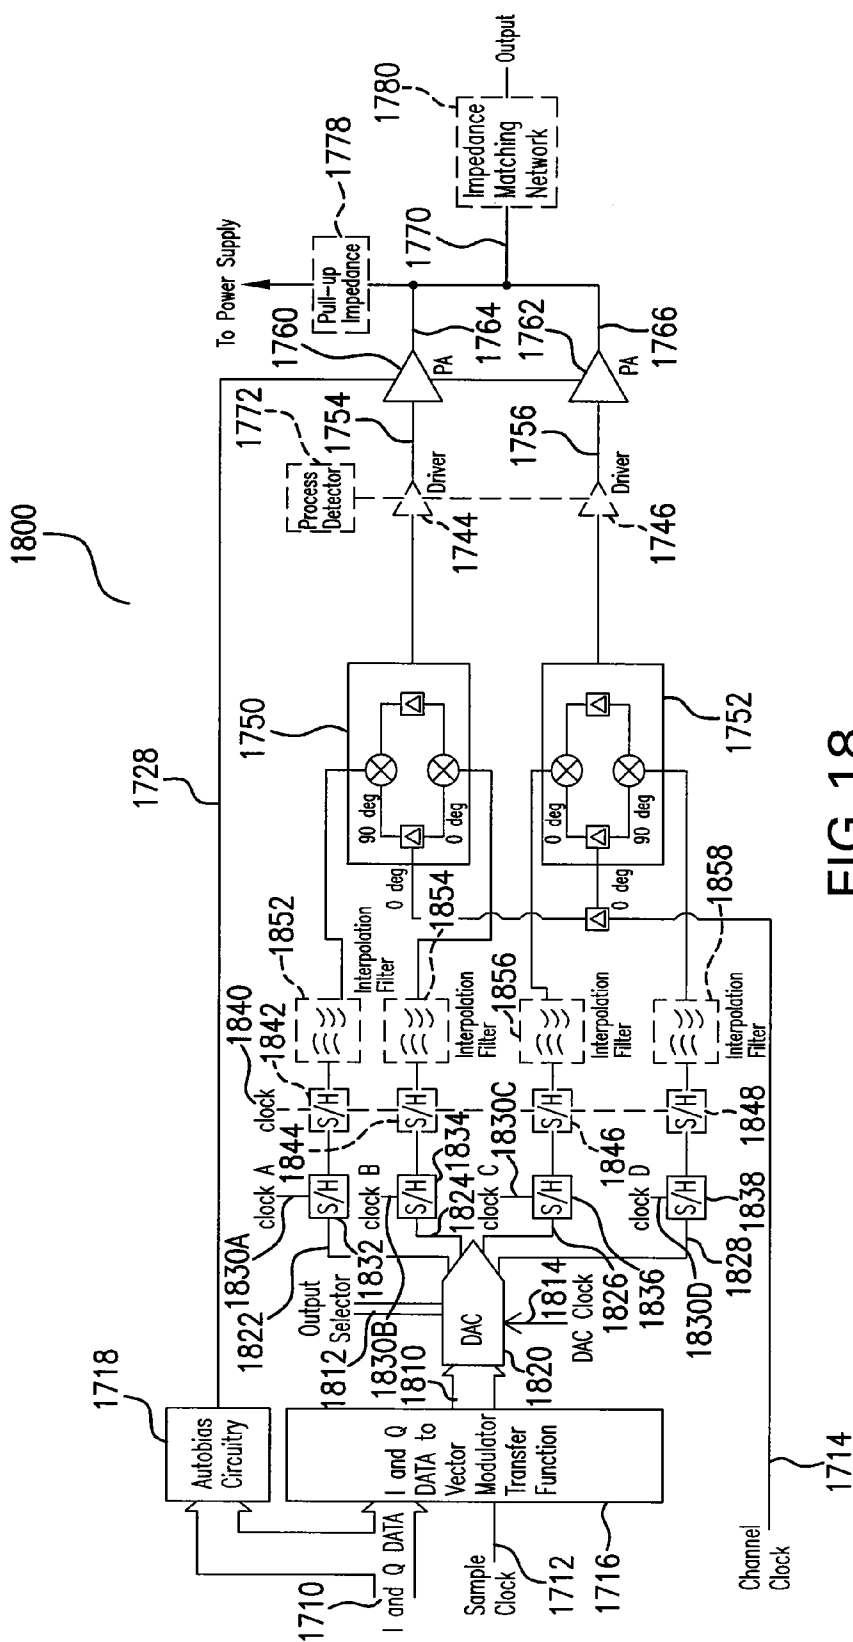 1800
1718
Autobias
Circuitry
1728
1710
I and Q DATA
I and Q
DATA to
Vector
Modulator
Transfer
Function
Sample
Clock
1712
1716
Channel
Clock
1714
1810
1812
Output
Selector
DAC
1820
1814
DAC Clock
1822
1824
1826
1828
1830A
clock A
1830B
clock B
1830C
clock C
1830D
clock D
S/H
1832
S/H
1834
S/H
1836
S/H
1838
clock
1840
S/H
1842
S/H
1844
S/H
1846
S/H
1848
1852
Interpolation
Filter
1854
Interpolation
Filter
1856
Interpolation
Filter
1858
Interpolation
Filter
0 deg
0 deg
1750
90 deg
0 deg
1752
0 deg
90 deg
Process
Detector
1772
Driver
1744
Driver
1746
1754
1756
1760
PA
1762
PA
1764
1766
To Power Supply
Pull-up
Impedance
1778
1770
Impedance
Matching
Network
1780
Output
FIG.18